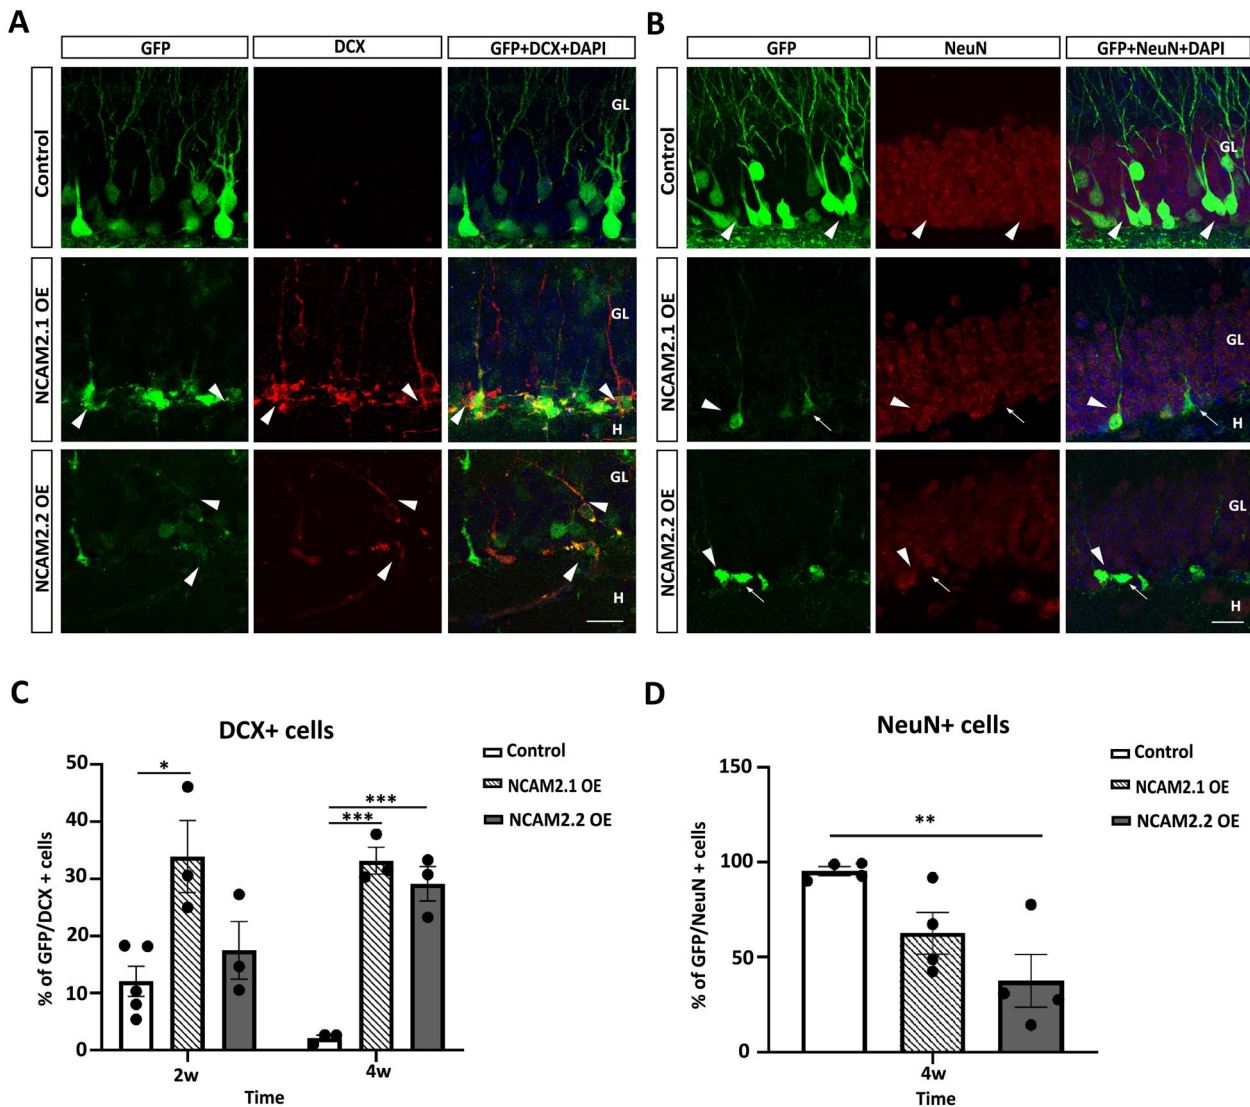 A
GFP
DCX
GFP+DCX+DAPI
Control
GL
NCAM2.1 OE
GL
H
NCAM2.2 OE
GL
H
B
GFP
NeuN
GFP+NeuN+DAPI
Control
GL
NCAM2.1 OE
GL
H
NCAM2.2 OE
GL
H
C
DCX+ cells
% of GFP/DCX + cells
50
40
30
20
10
0
*
***
***
2w
4w
Time
Control
NCAM2.1 OE
NCAM2.2 OE
D
NeuN+ cells
% of GFP/NeuN + cells
150
100
50
0
**
4w
Time
Control
NCAM2.1 OE
NCAM2.2 OE